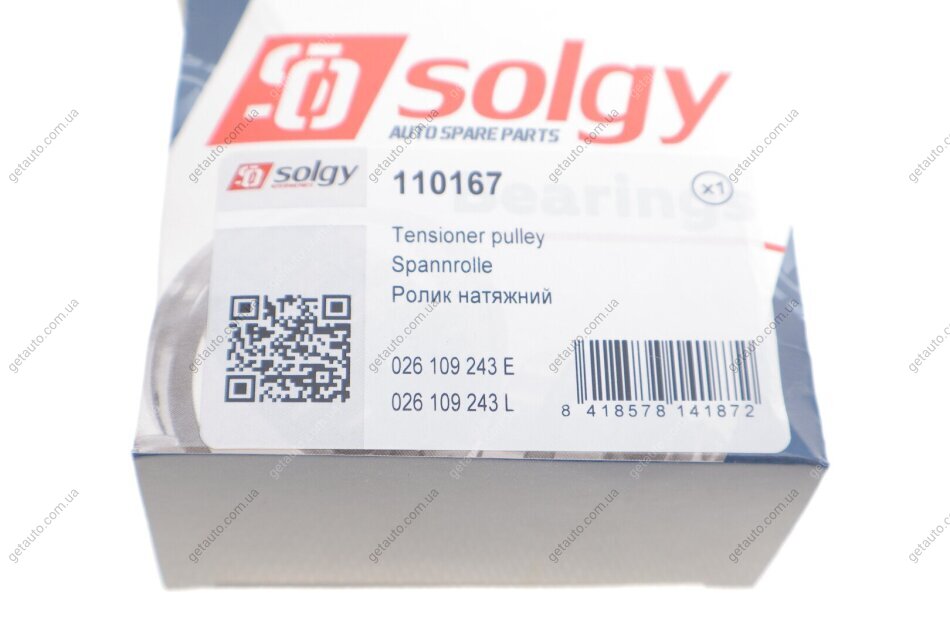 solgy
AUTO SPARE PARTS
solgy
110167
x1
Bearings
Tensioner pulley
Spannrolle
Ролик натяжний
026 109 243 E
026 109 243 L
8 418578 141872
getauto.com.ua